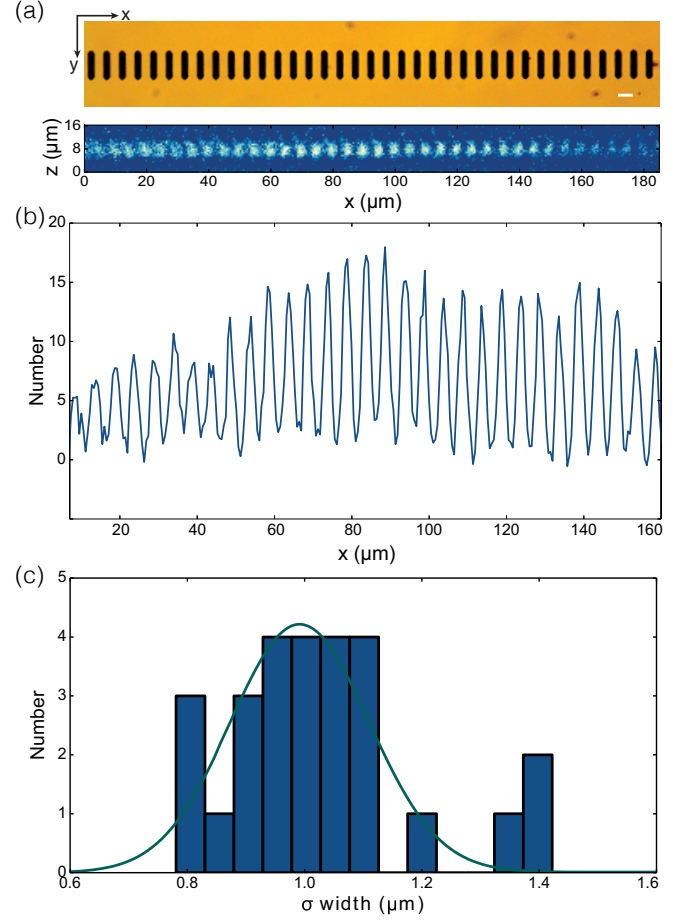 (a)
x
y
z (μm)
16
8
0
0 20 40 60 80 100 120 140 160 180
x (μm)
(b)
Number
20
15
10
5
0
20 40 60 80 100 120 140 160
x (μm)
(c)
Number
5
4
3
2
1
0
0.6 0.8 1.0 1.2 1.4 1.6
σ width (μm)